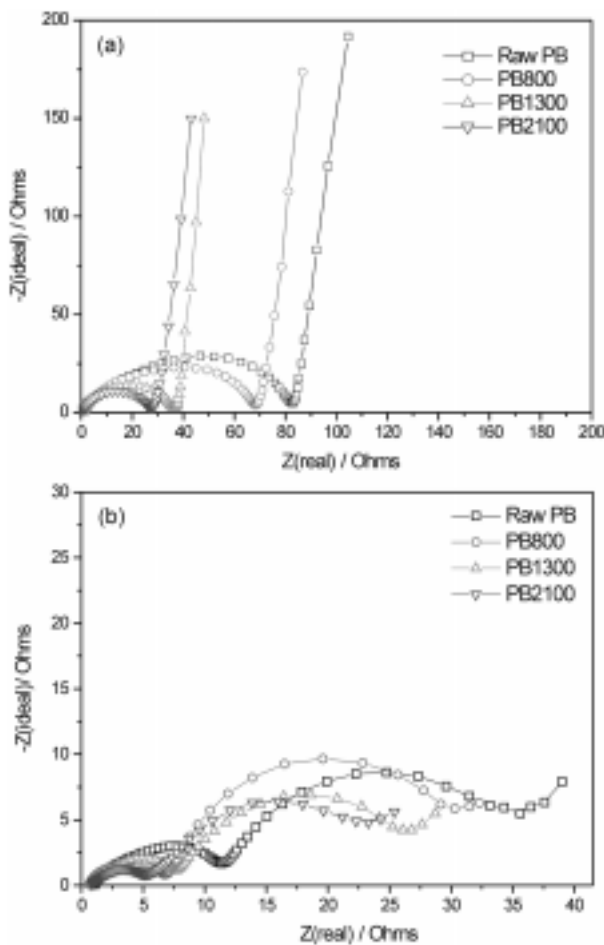 (a)
Raw PB
PB800
PB1300
PB2100
200
150
100
50
0
-Z(ideal) / Ohms
0 20 40 60 80 100 120 140 160 180 200
Z(real) / Ohms
(b)
Raw PB
PB800
PB1300
PB2100
30
25
20
15
10
5
0
-Z(ideal)/ Ohms
0 5 10 15 20 25 30 35 40
Z(real) / Ohms